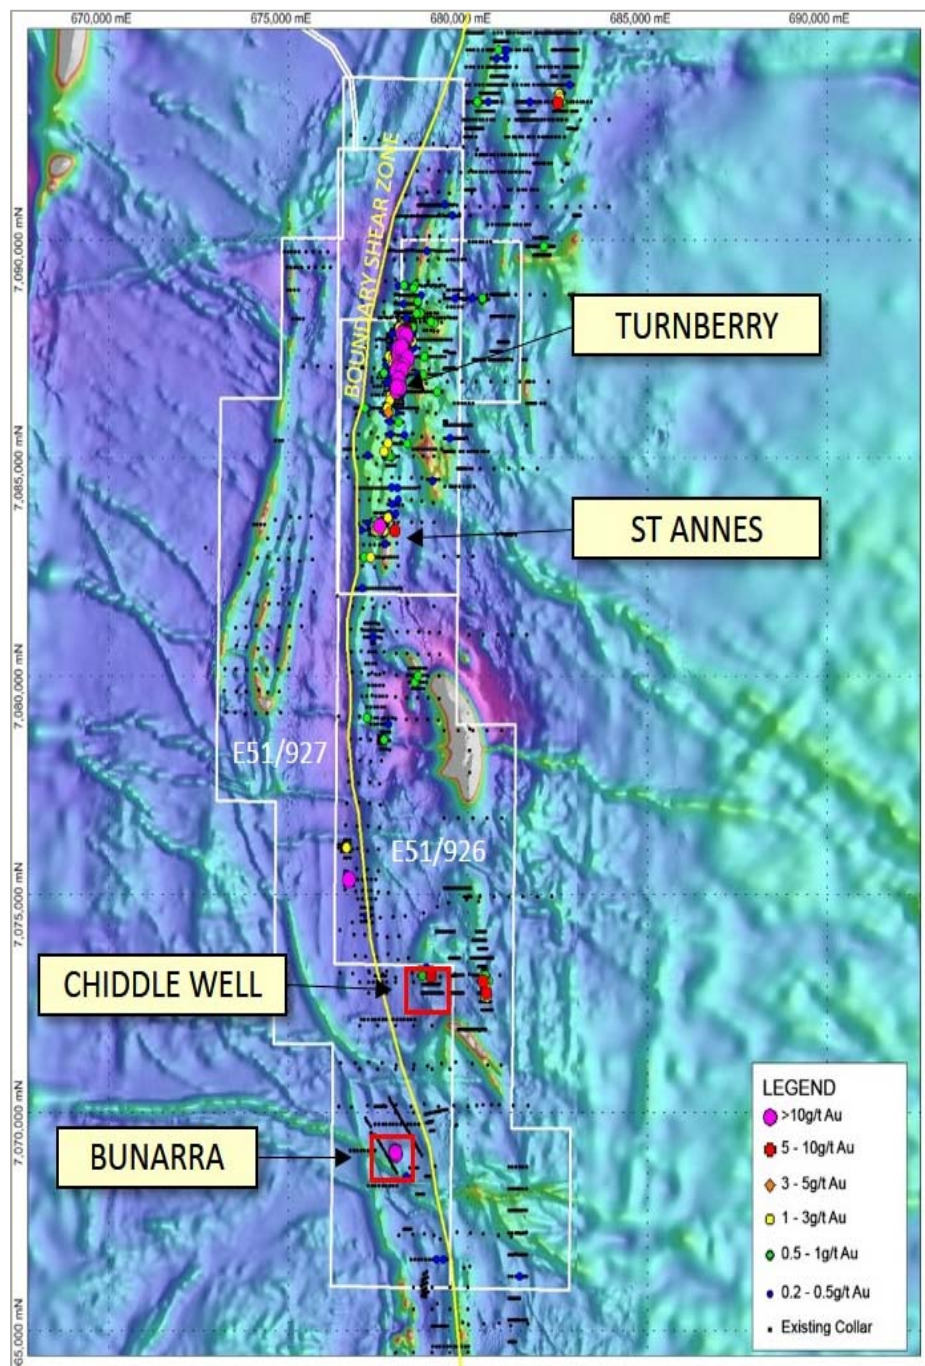 670,000 mE 675,000 mE 680,000 mE 685,000 mE 690,000 mE
7,090,000 mN
BOUNDARY SHEAR ZONE
TURNBERRY
7,085,000 mN
ST ANNES
7,080,000 mN
E51/927
E51/926
7,075,000 mN
CHIDDLE WELL
7,070,000 mN
BUNARRA
65,000 mN
LEGEND
>10g/t Au
5 - 10g/t Au
3 - 5g/t Au
1 - 3g/t Au
0.5 - 1g/t Au
0.2 - 0.5g/t Au
Existing Collar